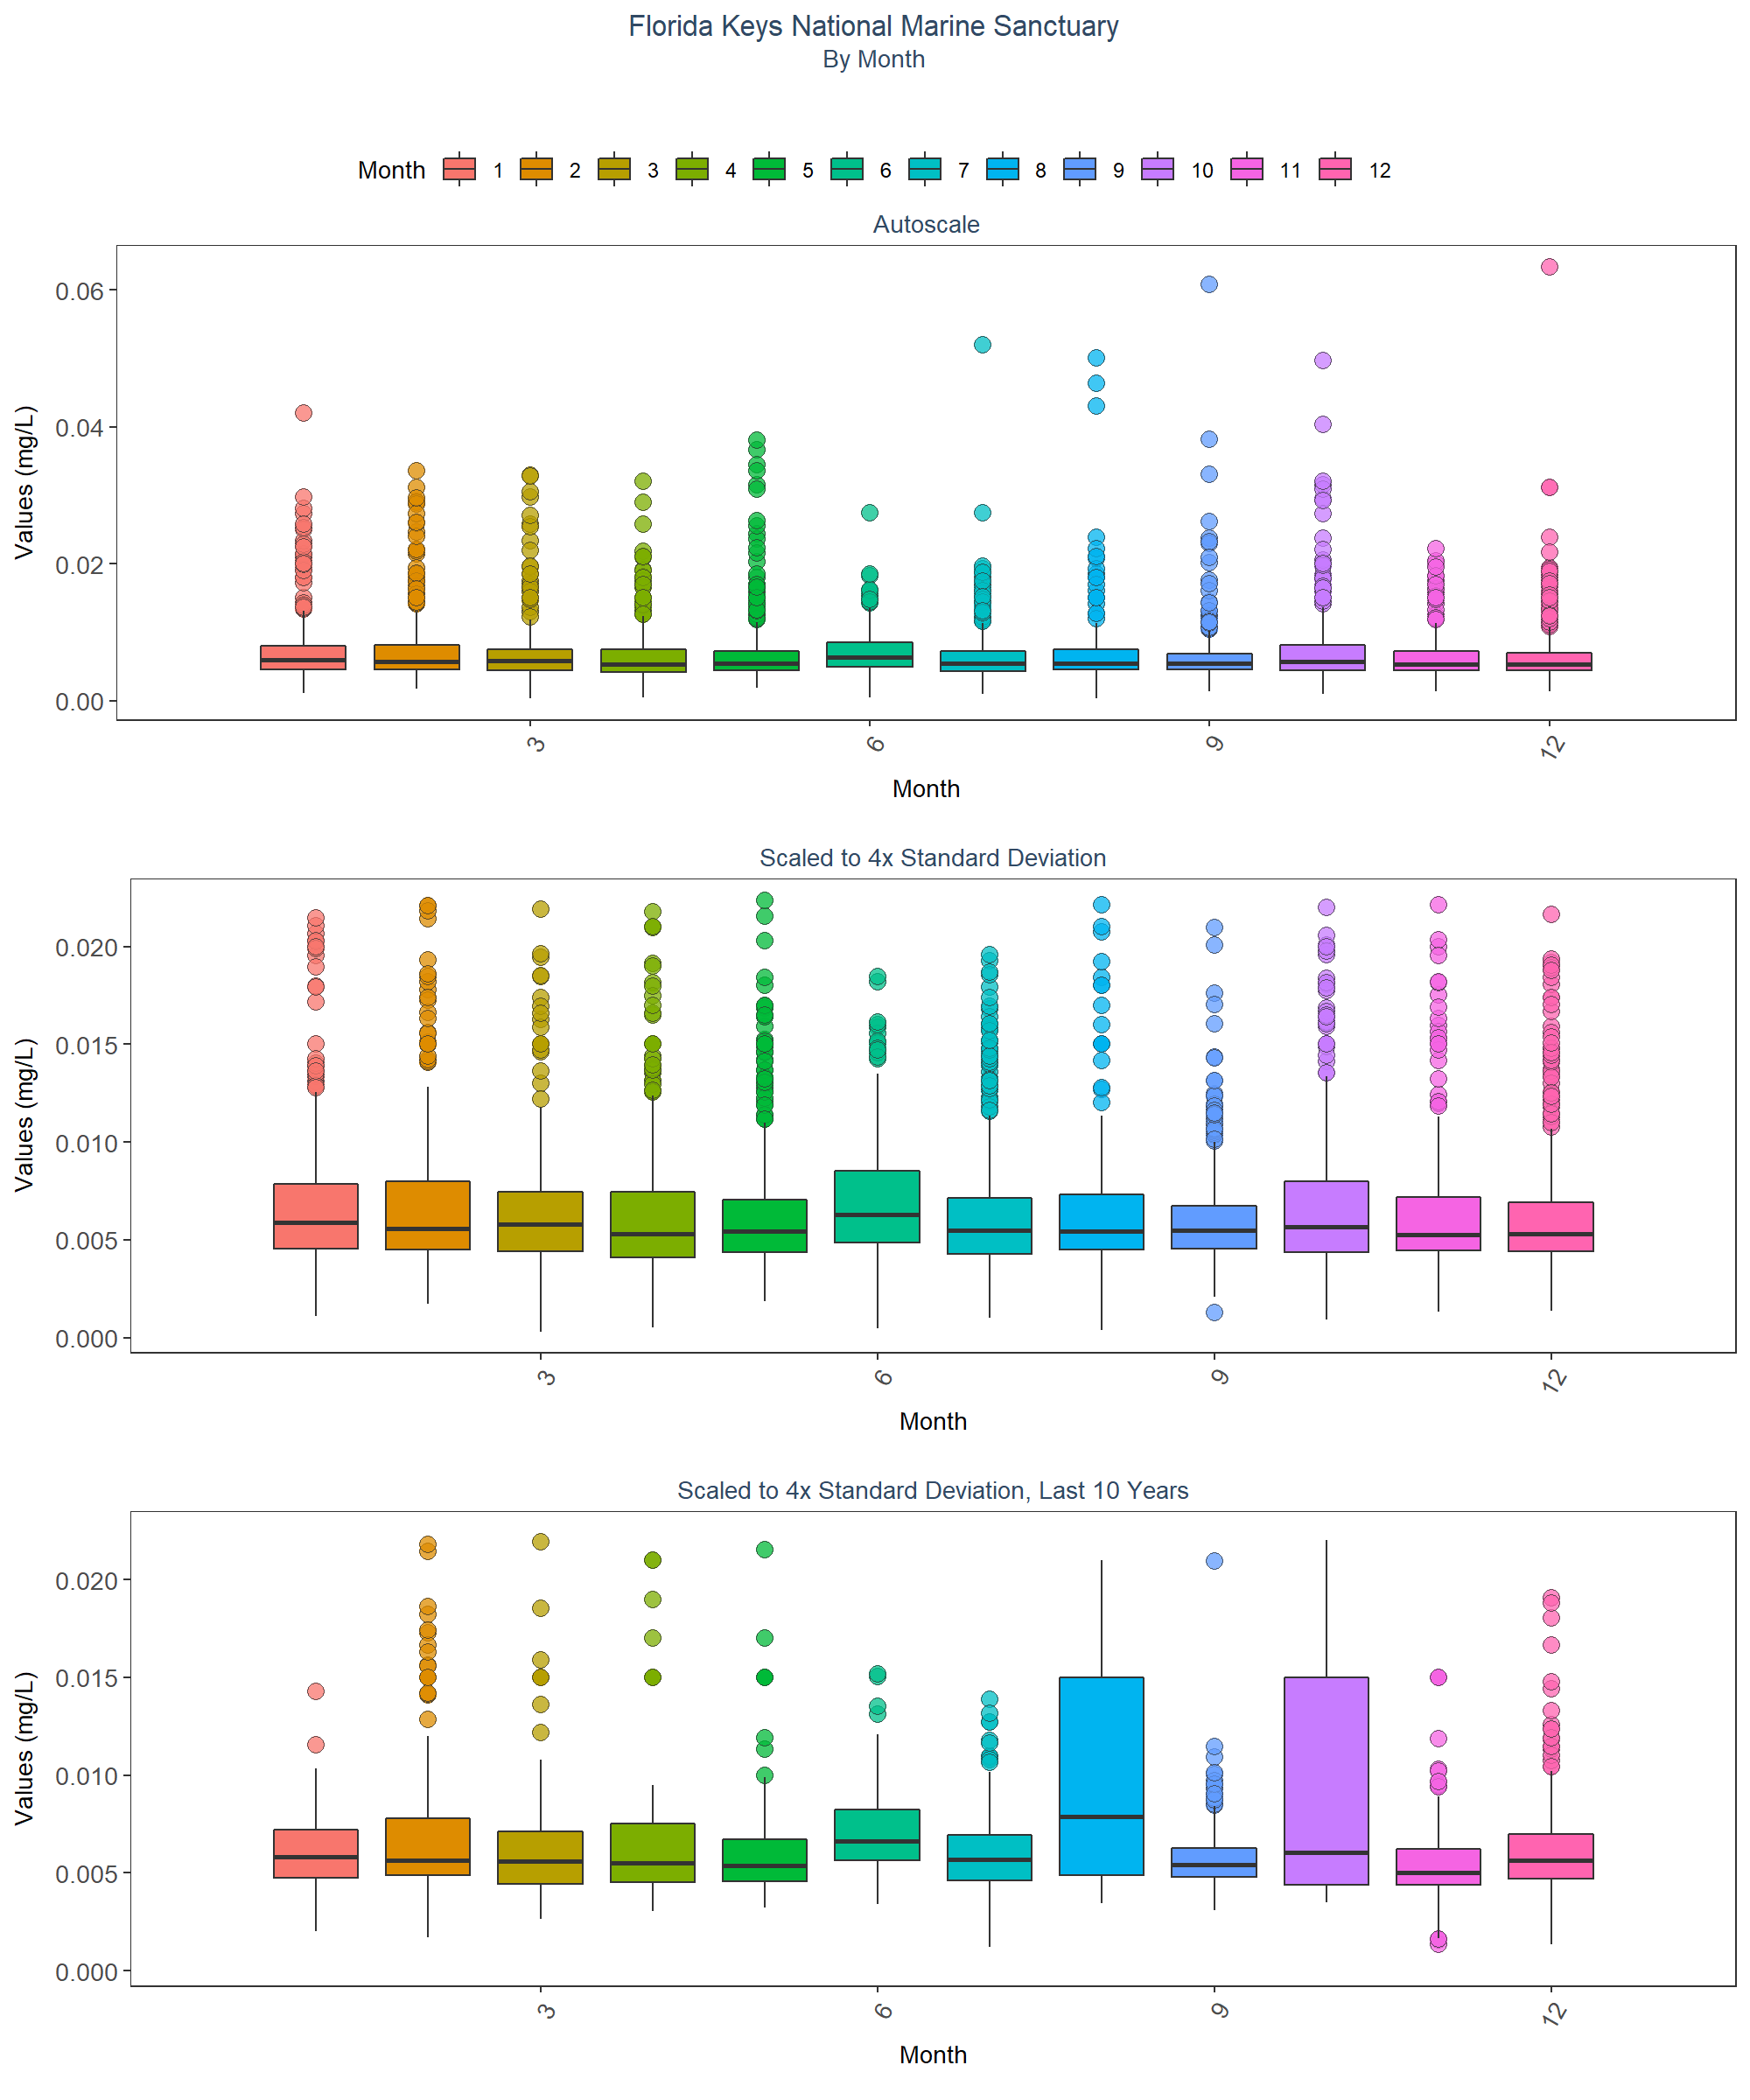 Florida Keys National Marine Sanctuary
By Month
Month 1 2 3 4 5 6 7 8 9 10 11 12
Autoscale
Values (mg/L)
0.06
0.04
0.02
0.00
3 6 9 12
Month
Scaled to 4x Standard Deviation
Values (mg/L)
0.020
0.015
0.010
0.005
0.000
3 6 9 12
Month
Scaled to 4x Standard Deviation, Last 10 Years
Values (mg/L)
0.020
0.015
0.010
0.005
0.000
3 6 9 12
Month